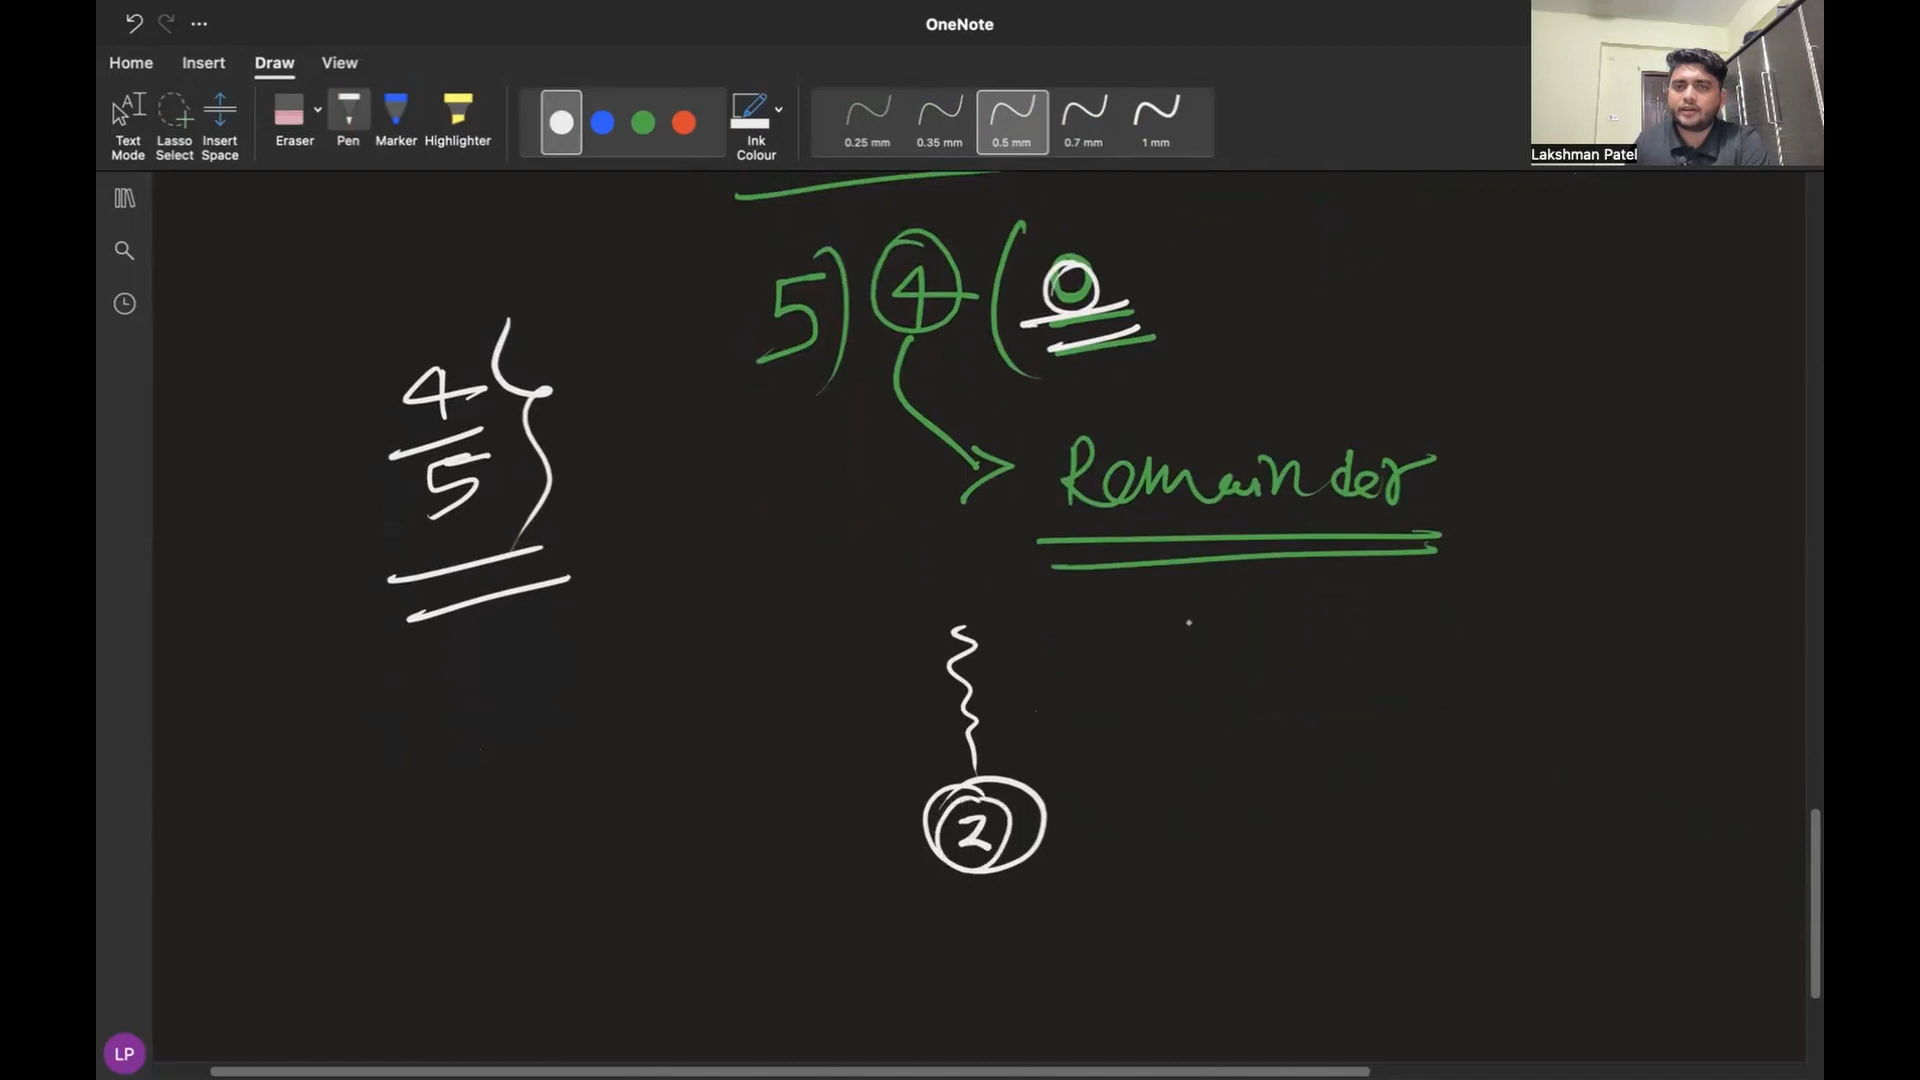 OneNote
Home Insert Draw View
Text Mode
Lasso Select
Insert Space
Eraser
Pen
Marker
Highlighter
Ink Colour
0.25 mm
0.35 mm
0.5 mm
0.7 mm
1 mm
Lakshman Patel
5) 4 ( 0
4
5
Remainder
2
LP